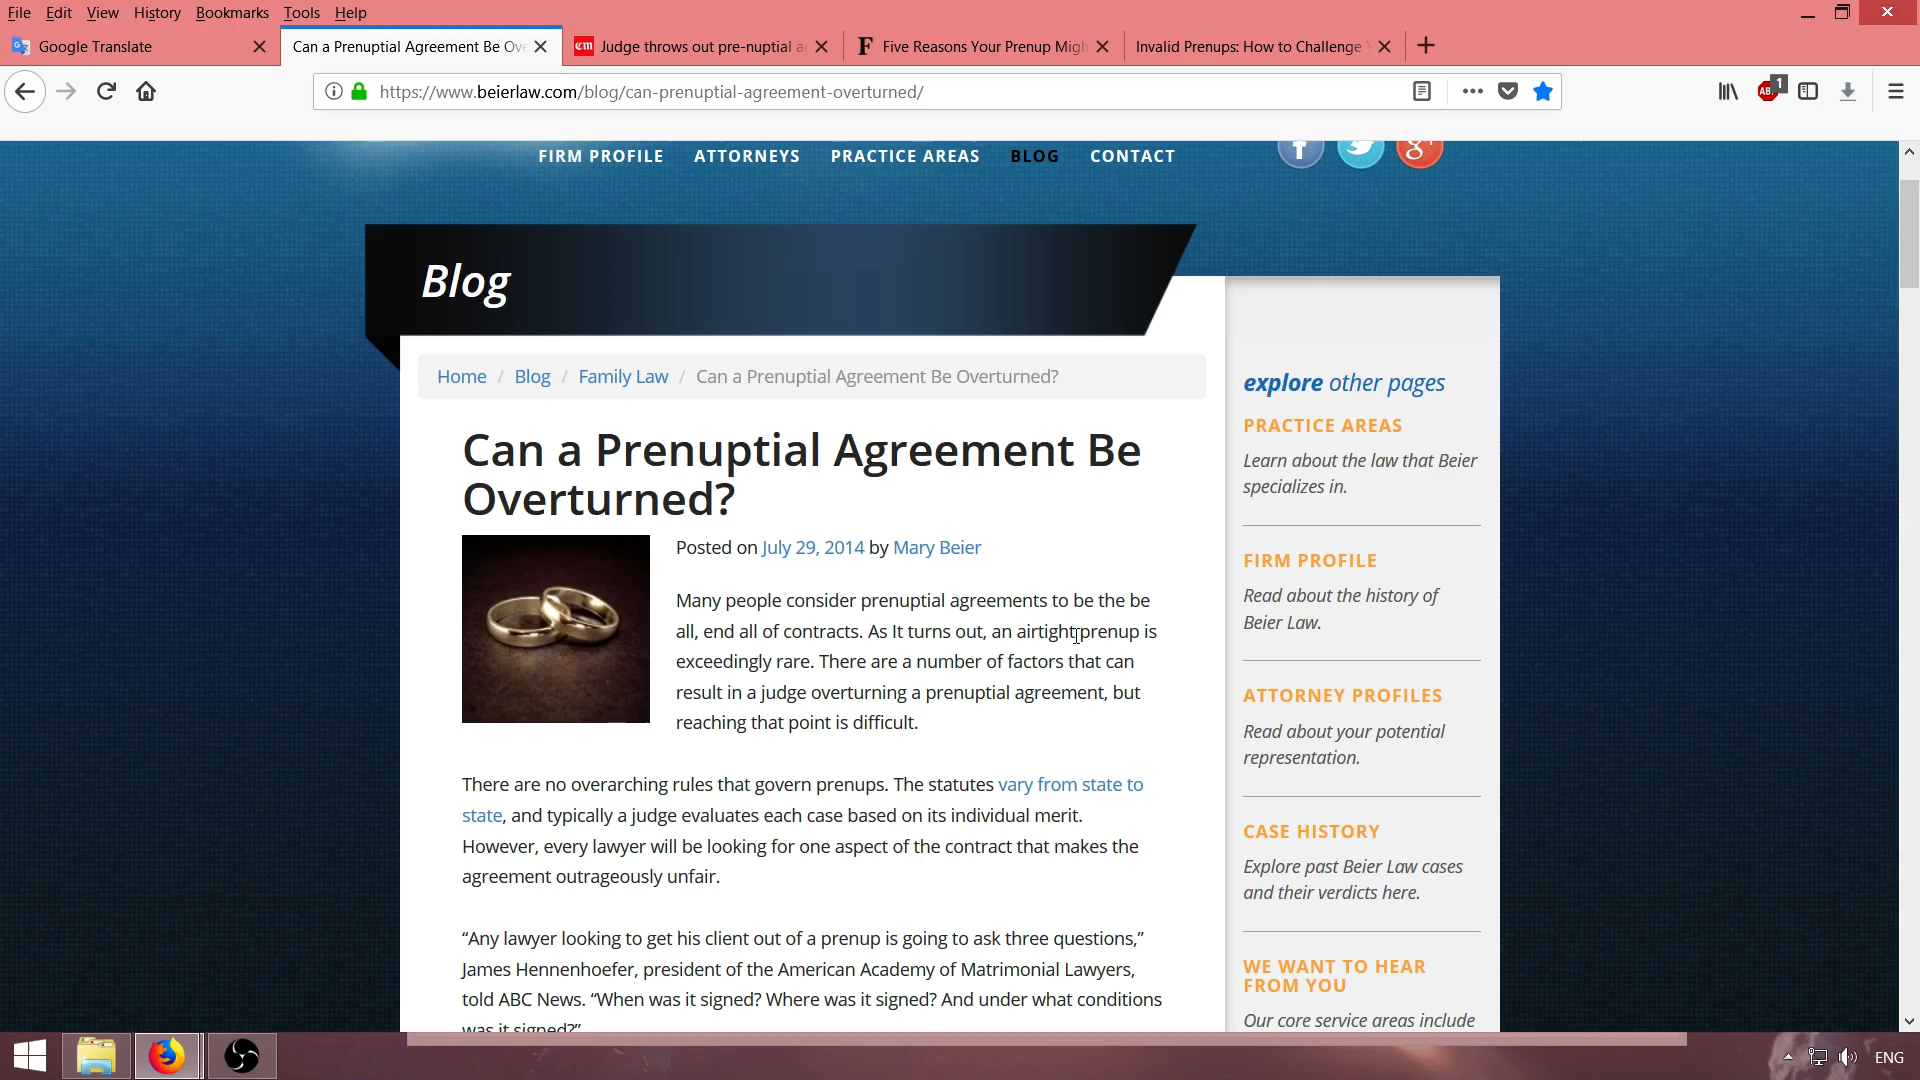 File Edit View History Bookmarks Tools Help
Google Translate
Can a Prenuptial Agreement Be Ove
cm Judge throws out pre-nuptial a
F Five Reasons Your Prenup Migh
Invalid Prenups: How to Challenge
https://www.beierlaw.com/blog/can-prenuptial-agreement-overturned/
ABP 1
FIRM PROFILE ATTORNEYS PRACTICE AREAS BLOG CONTACT
f g+
Blog
Home / Blog / Family Law / Can a Prenuptial Agreement Be Overturned?
Can a Prenuptial Agreement Be
Overturned?
Posted on July 29, 2014 by Mary Beier
Many people consider prenuptial agreements to be the be
all, end all of contracts. As It turns out, an airtight prenup is
exceedingly rare. There are a number of factors that can
result in a judge overturning a prenuptial agreement, but
reaching that point is difficult.
There are no overarching rules that govern prenups. The statutes vary from state to
state, and typically a judge evaluates each case based on its individual merit.
However, every lawyer will be looking for one aspect of the contract that makes the
agreement outrageously unfair.
“Any lawyer looking to get his client out of a prenup is going to ask three questions,”
James Hennenhoefer, president of the American Academy of Matrimonial Lawyers,
told ABC News. “When was it signed? Where was it signed? And under what conditions
was it signed?”
explore other pages
PRACTICE AREAS
Learn about the law that Beier
specializes in.
FIRM PROFILE
Read about the history of
Beier Law.
ATTORNEY PROFILES
Read about your potential
representation.
CASE HISTORY
Explore past Beier Law cases
and their verdicts here.
WE WANT TO HEAR
FROM YOU
Our core service areas include
ENG